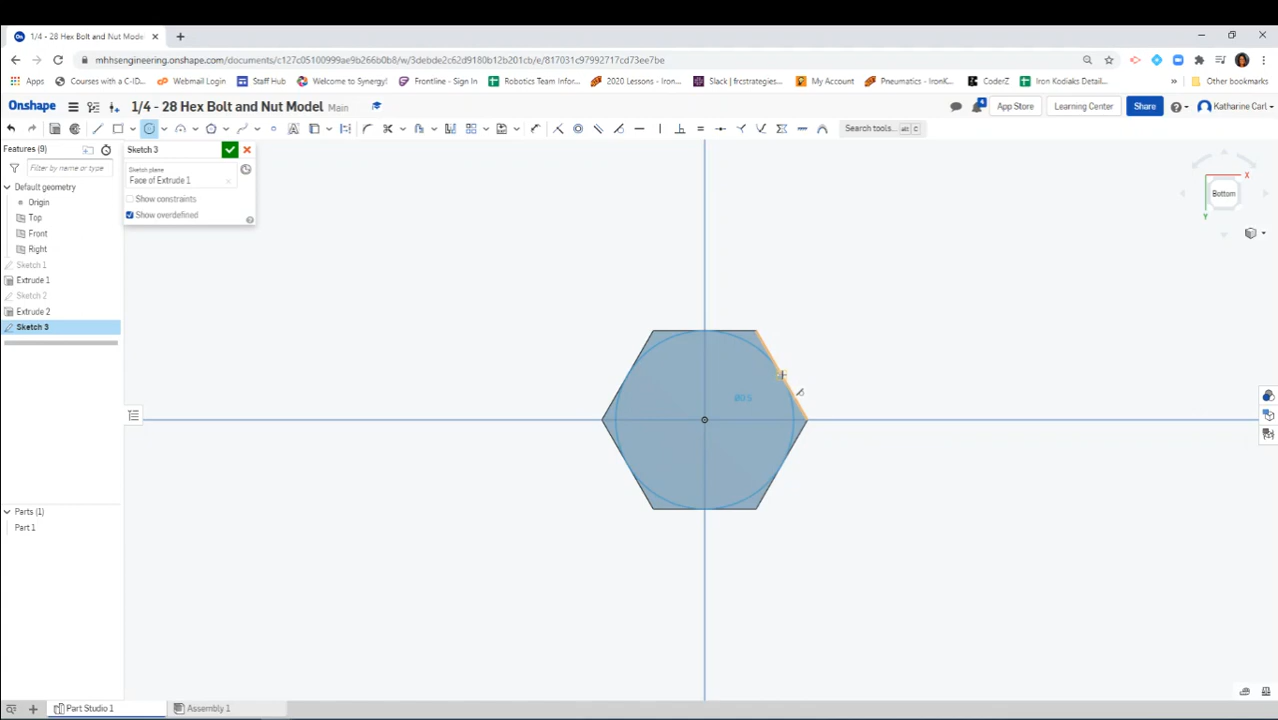 1/4 - 28 Hex Bolt and Nut Model
mhhsengineering.onshape.com/documents/c127c05100999ae9b266b0b8/w/3debde2c62d9180b12b201cb/e/817031c97992717cd73ee7be
Apps Courses with a C-ID... Webmail Login Staff Hub Welcome to Synergy! Frontline - Sign In Robotics Team Infor... 2020 Lessons - Iron... Slack | frcstrategies... My Account Pneumatics - IronK... CoderZ Iron Kodiaks Detail... Other bookmarks
Onshape 1/4 - 28 Hex Bolt and Nut Model Main 4 App Store Learning Center Share Katharine Carl
Search tools... alt C
Features (9)
Sketch 3
Filter by name or type
Sketch plane
Face of Extrude 1
Default geometry
Origin
Show constraints
Top
Show overdefined
Front
Right
Sketch 1
Extrude 1
Sketch 2
Extrude 2
Sketch 3
X
Bottom
Y
Parts (1)
Part 1
Part Studio 1 Assembly 1